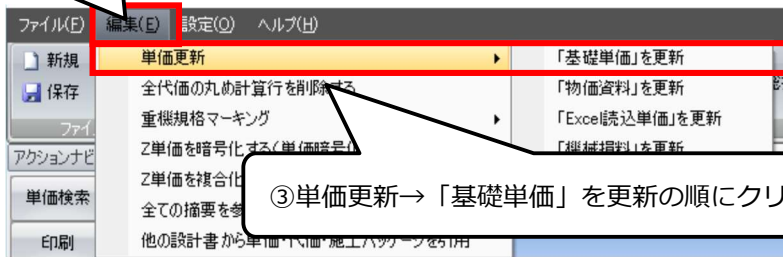 ファイル(F) 編集(E) 設定(O) ヘルプ(H)
新規
保存
ファイ
アクションナビ
単価検索
印刷
単価更新
全代価の丸め計算行を削除する
重機規格マーキング
Z単価を暗号化する(単価暗号化
Z単価を複合化
全ての摘要を参
他の設計書から単価・代価・施工パッケージを引用
「基礎単価」を更新
「物価資料」を更新
「Excel読込単価」を更新
「機械損料」を更新
③単価更新→「基礎単価」を更新の順にクリ